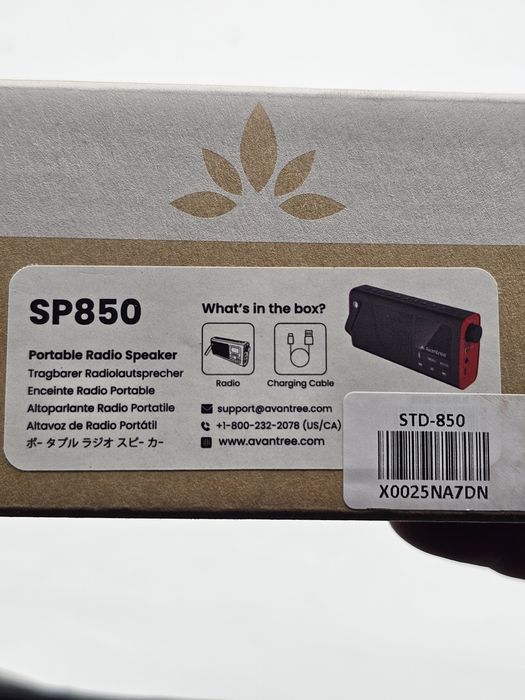 SP850
Portable Radio Speaker
Tragbarer Radiolautsprecher
Enceinte Radio Portable
Altoparlante Radio Portatile
Altavoz de Radio Portátil
ポー タブル ラジオ スピー カー
What's in the box?
Radio
Charging Cable
support@avantree.com
+1-800-232-2078 (US/CA)
www.avantree.com
Avantree
STD-850
X0025NA7DN